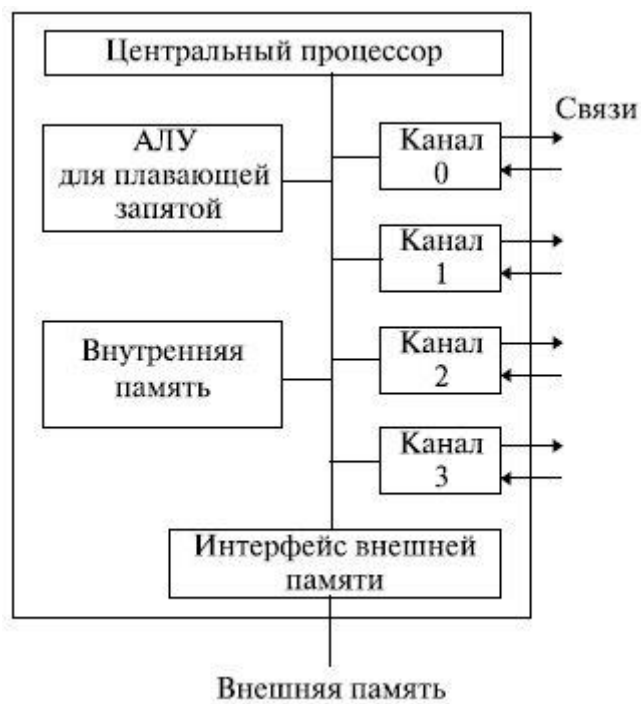 Центральный процессор
АЛУ
для плавающей
запятой
Внутренняя
память
Связи
Канал
0
Канал
1
Канал
2
Канал
3
Интерфейс внешней
памяти
Внешняя память